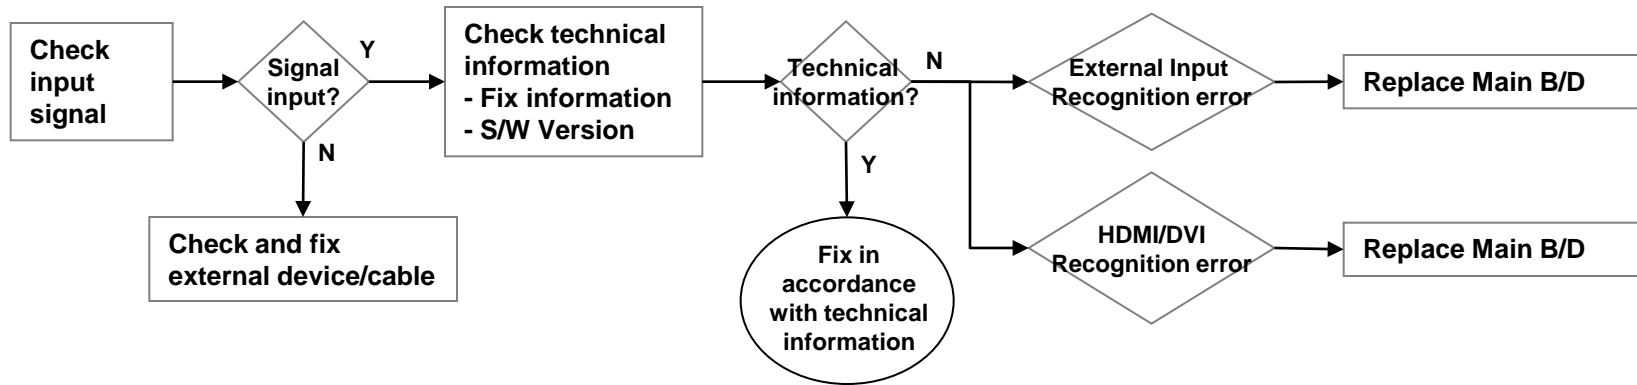 Check
input
signal
Signal
input?
Y
N
Check and fix
external device/cable
Check technical
information
- Fix information
- S/W Version
Technical
information?
N
Y
Fix in
accordance
with technical
information
External Input
Recognition error
Replace Main B/D
HDMI/DVI
Recognition error
Replace Main B/D